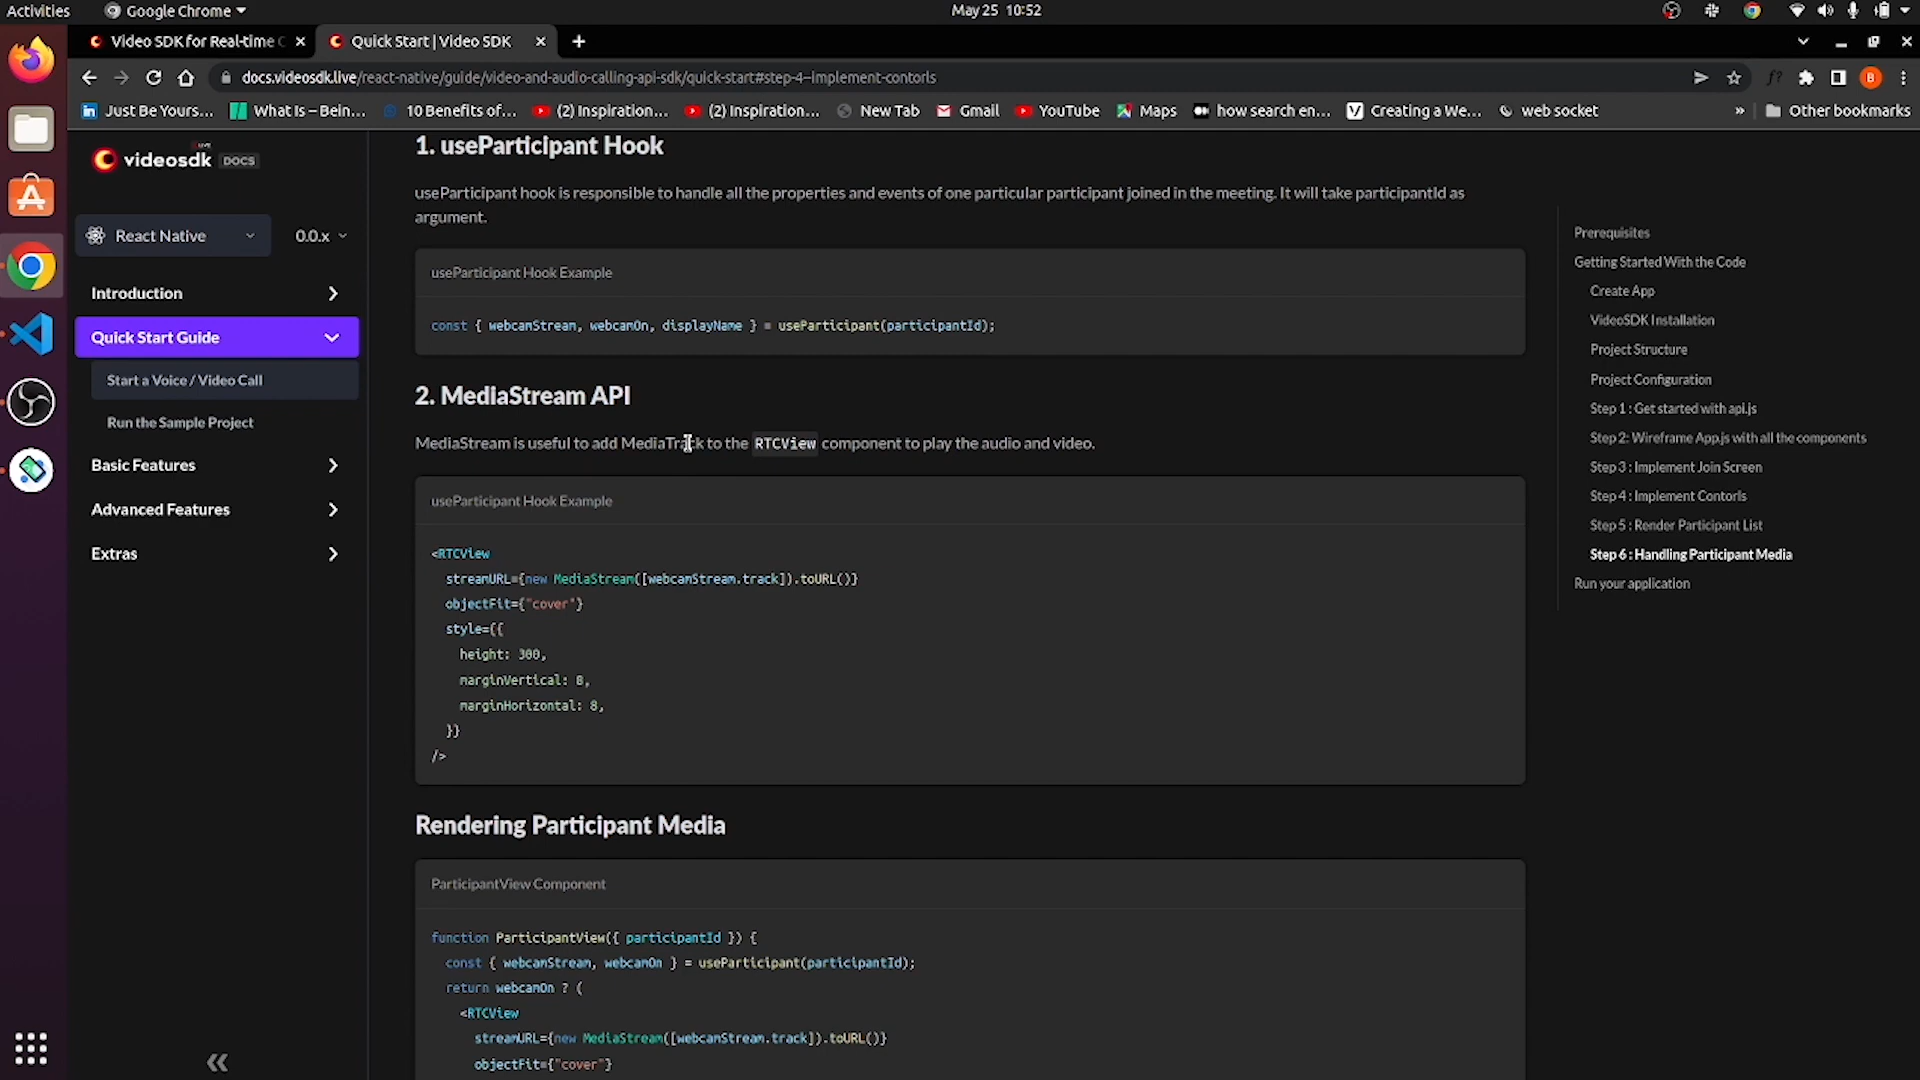 Activities
Google Chrome
May 25 10:52
Video SDK for Real-time C
Quick Start | Video SDK
docs.videosdk.live/react-native/guide/video-and-audio-calling-api-sdk/quick-start#step-4--implement-contorls
f?
B
Just Be Yours...
What Is – Bein...
10 Benefits of...
(2) Inspiration...
(2) Inspiration...
New Tab
Gmail
YouTube
Maps
how search en...
Creating a We...
web socket
»
Other bookmarks
videosdk LIVE DOCS
React Native
0.0.x
Introduction
Quick Start Guide
Start a Voice / Video Call
Run the Sample Project
Basic Features
Advanced Features
Extras
1. useParticipant Hook
useParticipant hook is responsible to handle all the properties and events of one particular participant joined in the meeting. It will take participantId as
argument.
useParticipant Hook Example
const { webcamStream, webcamOn, displayName } = useParticipant(participantId);
2. MediaStream API
MediaStream is useful to add MediaTrack to the RTCView component to play the audio and video.
useParticipant Hook Example
<RTCView
streamURL={new MediaStream([webcamStream.track]).toURL()}
objectFit={"cover"}
style={{
height: 300,
marginVertical: 8,
marginHorizontal: 8,
}}
/>
Rendering Participant Media
ParticipantView Component
function ParticipantView({ participantId }) {
const { webcamStream, webcamOn } = useParticipant(participantId);
return webcamOn ? (
<RTCView
streamURL={new MediaStream([webcamStream.track]).toURL()}
objectFit={"cover"}
Prerequisites
Getting Started With the Code
Create App
VideoSDK Installation
Project Structure
Project Configuration
Step 1 : Get started with api.js
Step 2: Wireframe App.js with all the components
Step 3 : Implement Join Screen
Step 4 : Implement Contorls
Step 5 : Render Participant List
Step 6 : Handling Participant Media
Run your application